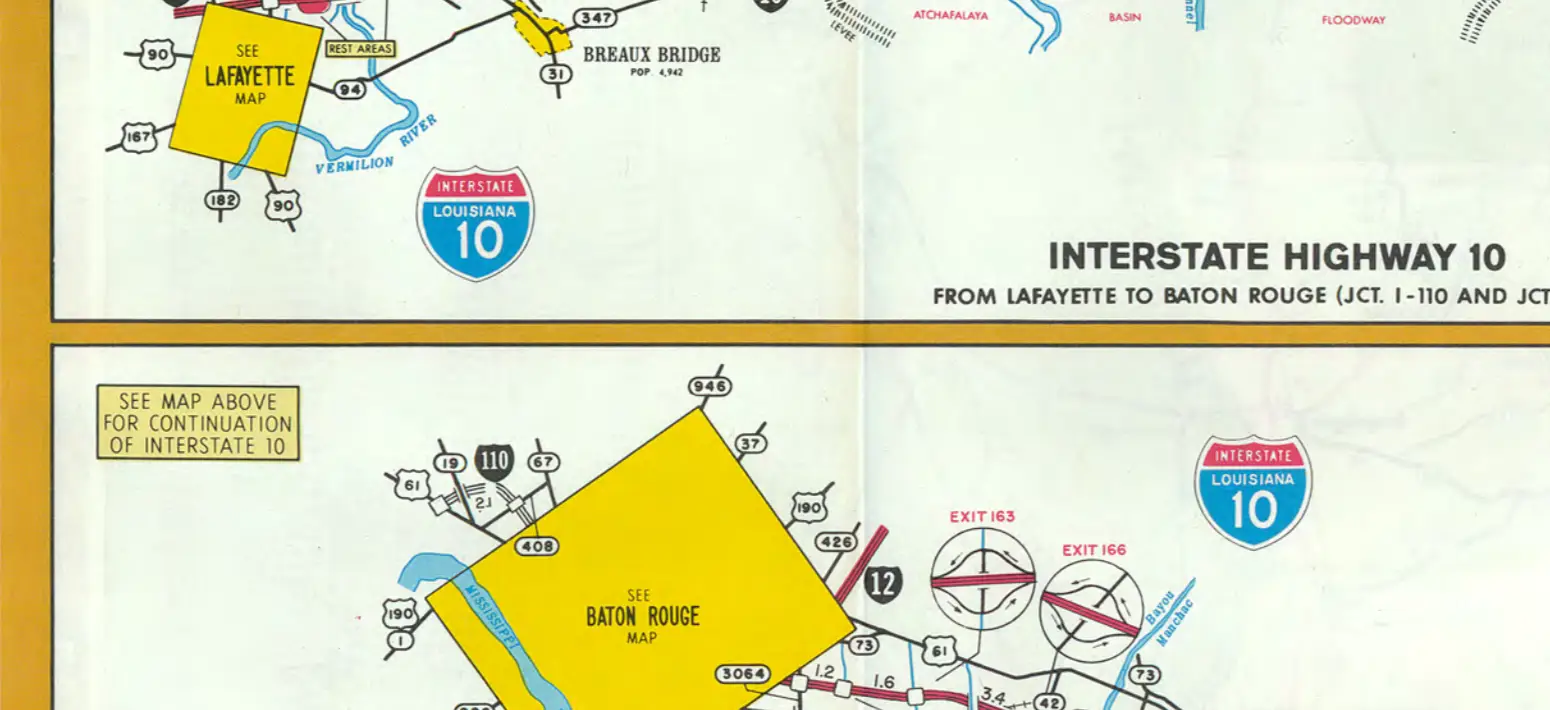 347
10
ATCHAFALAYA
BASIN
FLOODWAY
LEVEE
REST AREAS
BREAUX BRIDGE
POP. 4,942
90
SEE
LAFAYETTE
MAP
94
31
167
VERMILION RIVER
182
90
INTERSTATE
LOUISIANA
10
INTERSTATE HIGHWAY 10
FROM LAFAYETTE TO BATON ROUGE (JCT. I-110 AND JCT
SEE MAP ABOVE
FOR CONTINUATION
OF INTERSTATE 10
946
37
19
110
67
61
2.1
408
190
426
12
EXIT 163
EXIT 166
INTERSTATE
LOUISIANA
10
MISSISSIPPI
SEE
BATON ROUGE
MAP
190
1
Bayou
Manchac
73
61
73
3064
1.2
1.6
3.4
42